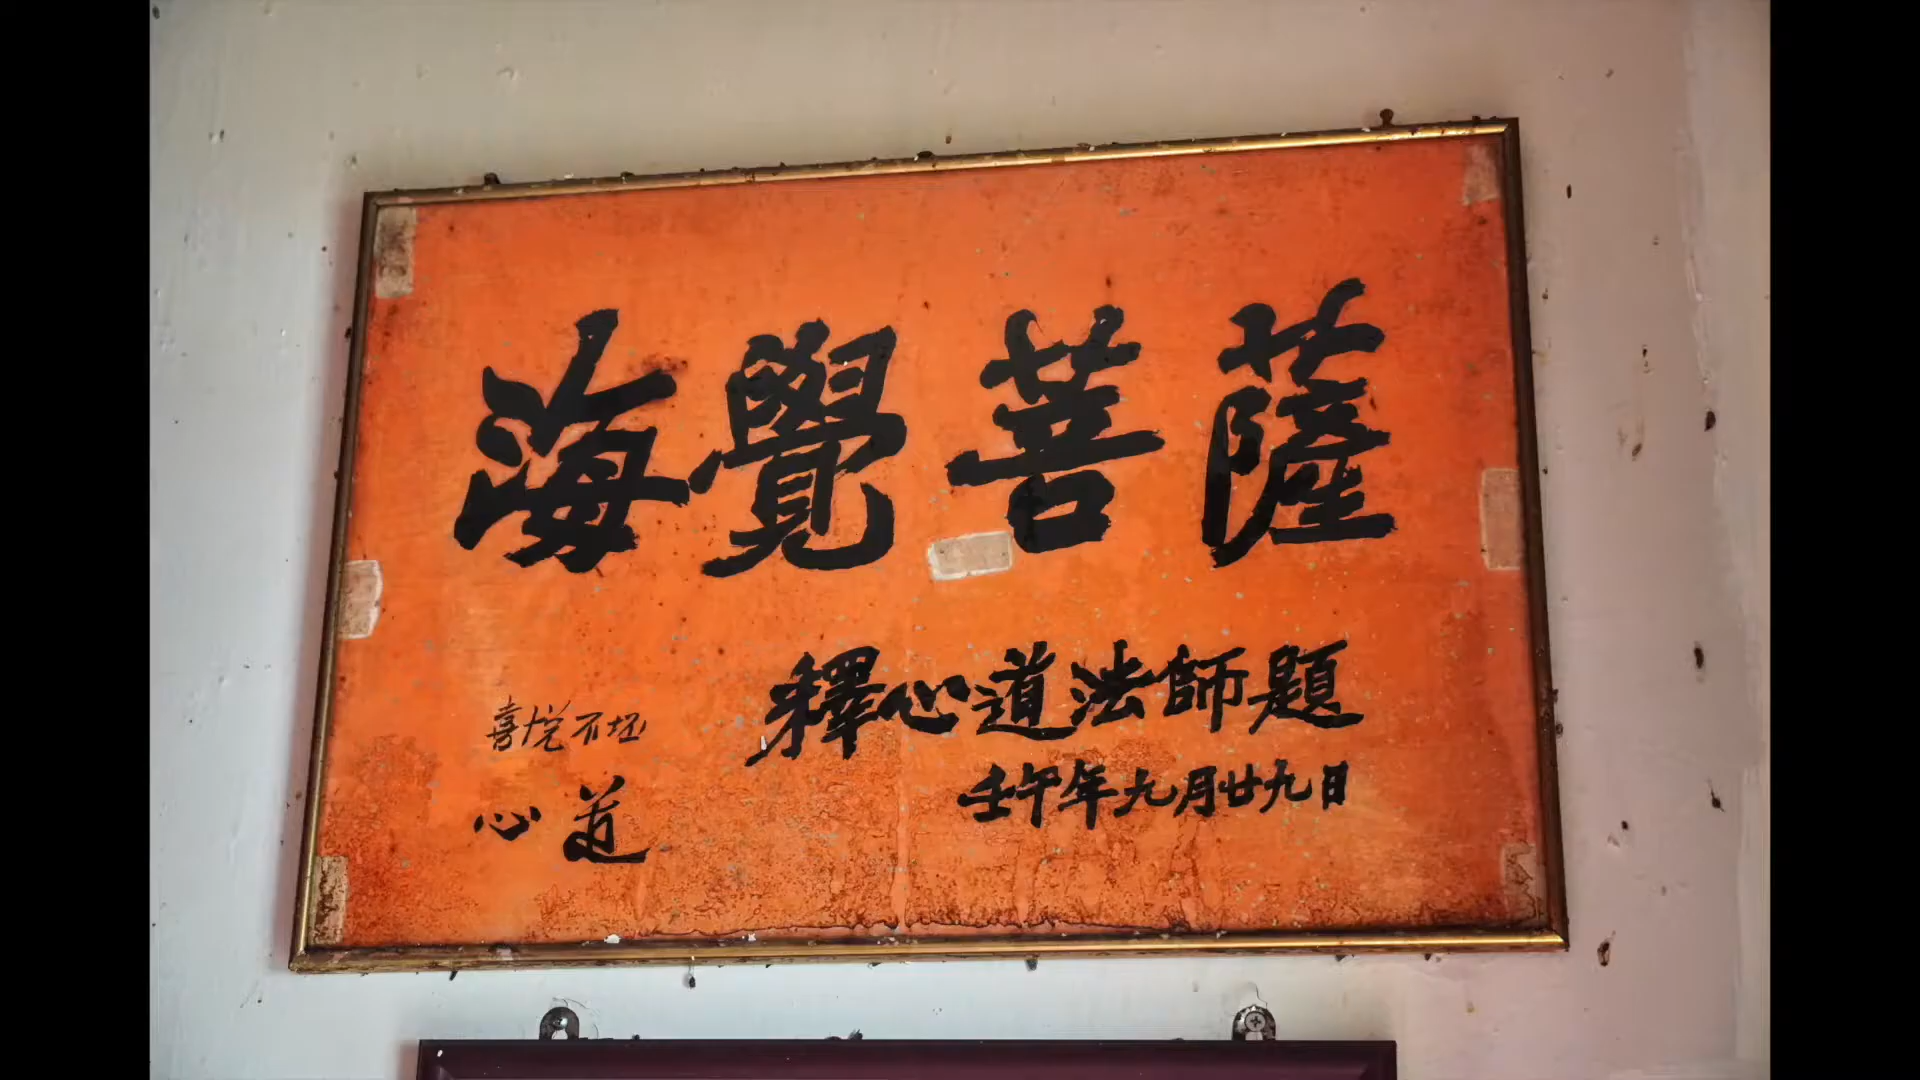 海覺菩薩
釋心道法師題
壬午年九月廿九日
喜悅不坯
心道